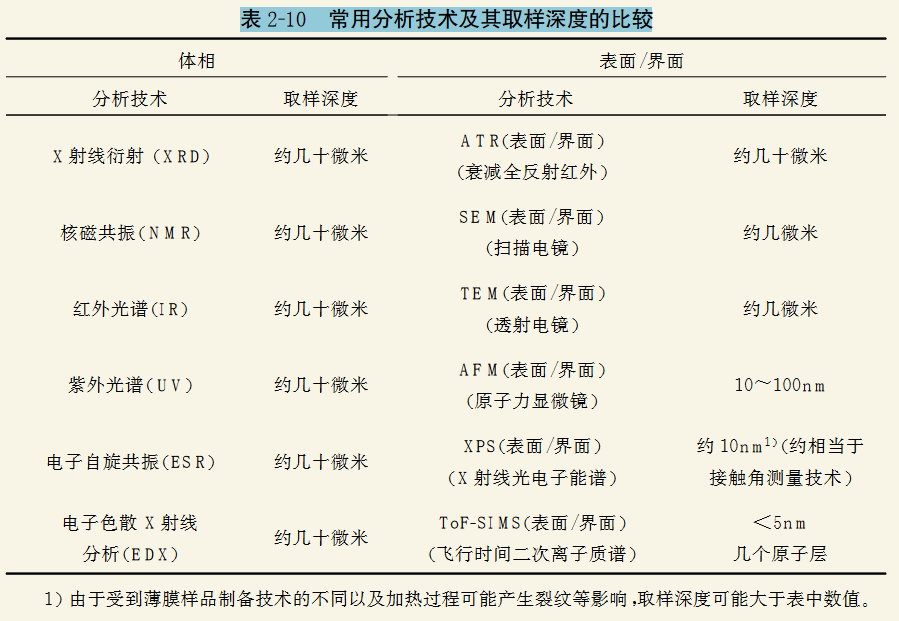 表 2-10 常用分析技术及其取样深度的比较
体相 表面/界面
分析技术 取样深度 分析技术 取样深度
X 射线衍射 (XRD) 约几十微米 ATR(表面/界面) (衰减全反射红外) 约几十微米
核磁共振(NMR) 约几十微米 SEM(表面/界面) (扫描电镜) 约几微米
红外光谱(IR) 约几十微米 TEM(表面/界面) (透射电镜) 约几微米
紫外光谱(UV) 约几十微米 AFM(表面/界面) (原子力显微镜) 10～100nm
电子自旋共振(ESR) 约几十微米 XPS(表面/界面) (X 射线光电子能谱) 约 10nm1)(约相当于接触角测量技术)
电子色散 X 射线分析(EDX) 约几十微米 ToF-SIMS(表面/界面) (飞行时间二次离子质谱) ＜5nm 几个原子层
1) 由于受到薄膜样品制备技术的不同以及加热过程可能产生裂纹等影响,取样深度可能大于表中数值。